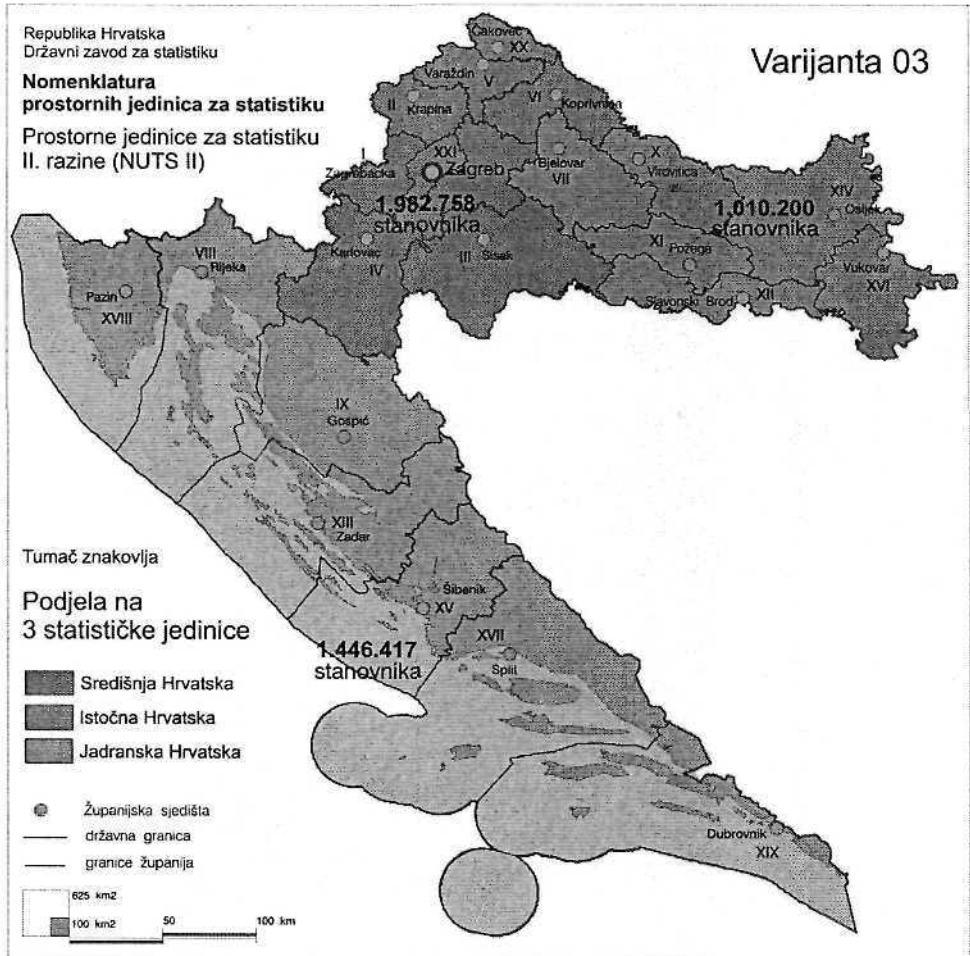 Republika Hrvatska
Državni zavod za statistiku
Nomenklatura
prostornih jedinica za statistiku
Prostorne jedinice za statistiku
II. razine (NUTS II)
Varijanta 03
Čakovec
XX
Varaždin
V
II
Krapina
VI
Koprivnica
I
Zagrebačka
XXI
Zagreb
Bjelovar
VII
X
Virovitica
XIV
Osijek
1.982.758
stanovnika
1.010.200
stanovnika
Karlovac
IV
III
Sisak
XI
Požega
Vukovar
XVI
Slavonski Brod
XII
VIII
Rijeka
Pazin
XVIII
IX
Gospić
XIII
Zadar
Šibenik
XV
XVII
Split
1.446.417
stanovnika
Dubrovnik
XIX
Tumač znakovlja
Podjela na
3 statističke jedinice
Središnja Hrvatska
Istočna Hrvatska
Jadranska Hrvatska
Županijska sjedišta
državna granica
granice županija
625 km2
100 km2
50
100 km